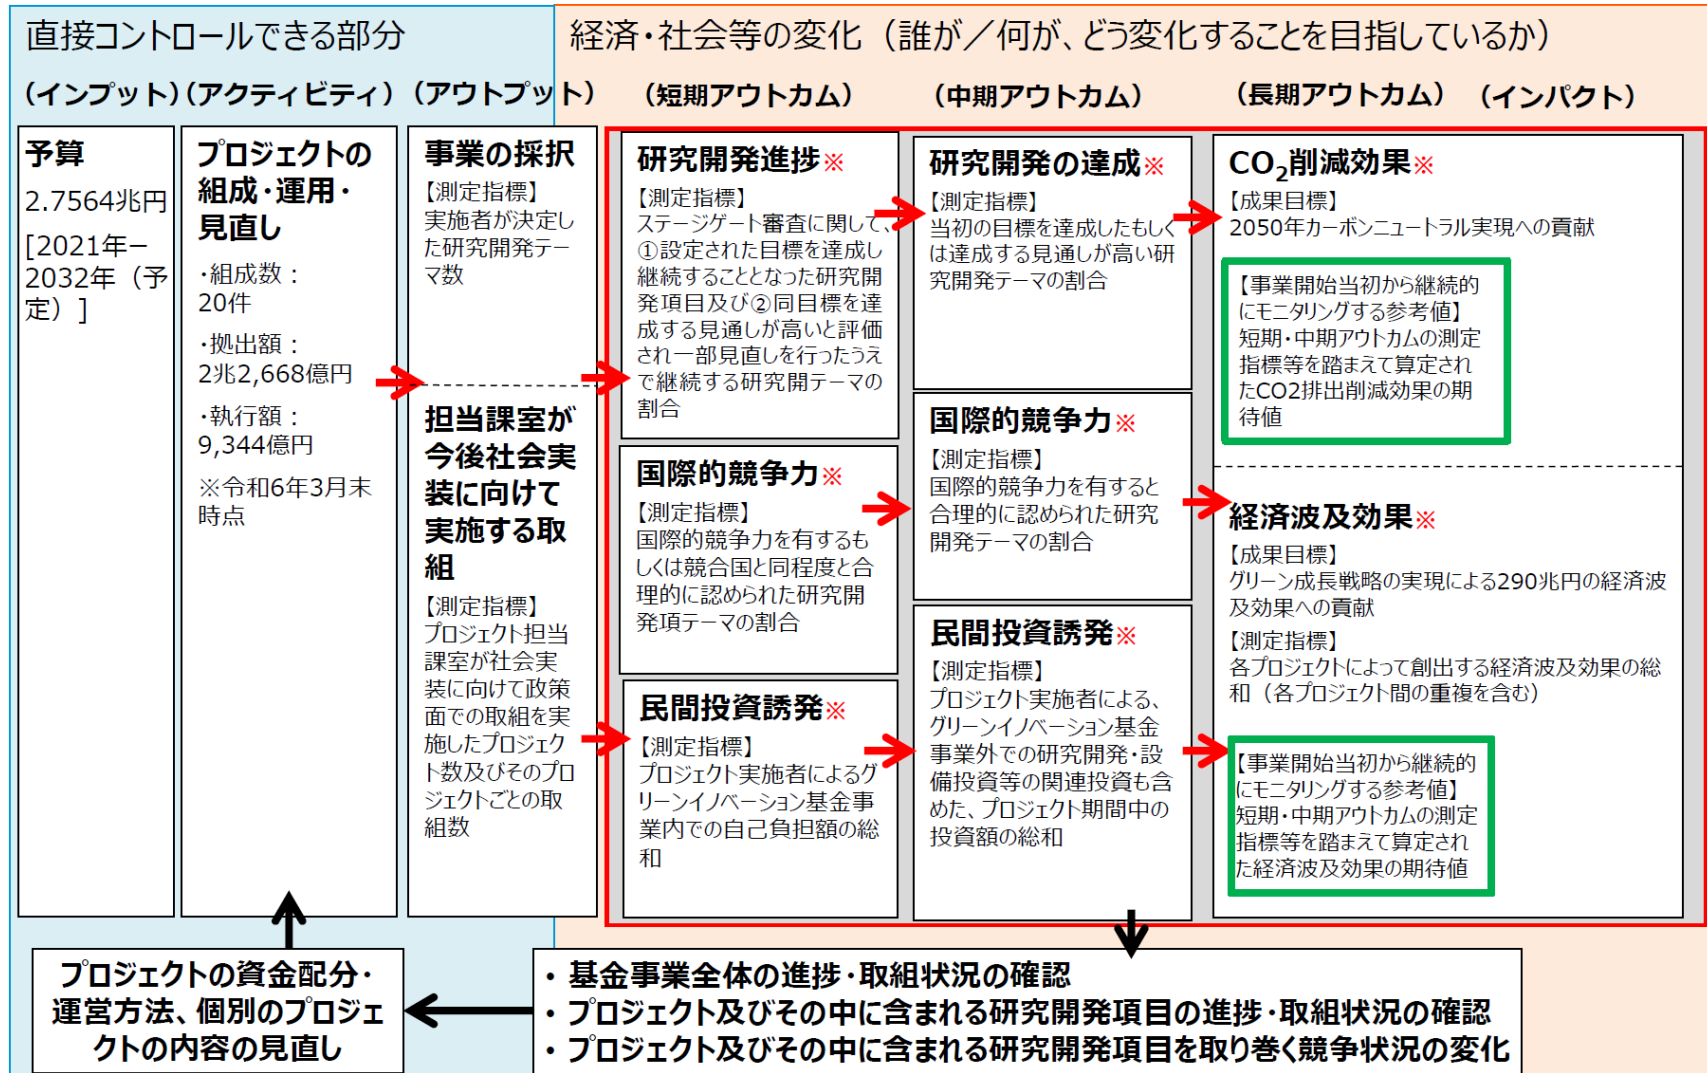 直接コントロールできる部分
経済・社会等の変化（誰が／何が、どう変化することを目指しているか）
（インプット）
（アクティビティ）
（アウトプット）
（短期アウトカム）
（中期アウトカム）
（長期アウトカム）
（インパクト）
予算
2.7564兆円
[2021年－
2032年（予
定）]
プロジェクトの
組成・運用・
見直し
・組成数：
20件
・拠出額：
2兆2,668億円
・執行額：
9,344億円
※令和6年3月末
時点
事業の採択
【測定指標】
実施者が決定し
た研究開発テー
マ数
担当課室が
今後社会実
装に向けて
実施する取
組
【測定指標】
プロジェクト担当
課室が社会実
装に向けて政策
面での取組を実
施したプロジェク
ト数及びそのプロ
ジェクトごとの取
組数
研究開発進捗※
【測定指標】
ステージゲート審査に関して、
①設定された目標を達成し
継続することとなった研究開
発項目及び②同目標を達
成する見通しが高いと評価
され一部見直しを行ったうえ
で継続する研究開テーマの
割合
国際的競争力※
【測定指標】
国際的競争力を有するも
しくは競合国と同程度と合
理的に認められた研究開
発項テーマの割合
民間投資誘発※
【測定指標】
プロジェクト実施者によるグ
リーンイノベーション基金事
業内での自己負担額の総
和
研究開発の達成※
【測定指標】
当初の目標を達成したもしく
は達成する見通しが高い研
究開発テーマの割合
国際的競争力※
【測定指標】
国際的競争力を有すると
合理的に認められた研究
開発テーマの割合
民間投資誘発※
【測定指標】
プロジェクト実施者による、
グリーンイノベーション基金
事業外での研究開発・設
備投資等の関連投資も含
めた、プロジェクト期間中の
投資額の総和
CO₂削減効果※
【成果目標】
2050年カーボンニュートラル実現への貢献
【事業開始当初から継続的
にモニタリングする参考値】
短期・中期アウトカムの測定
指標等を踏まえて算定され
たCO2排出削減効果の期
待値
経済波及効果※
【成果目標】
グリーン成長戦略の実現による290兆円の経済波
及効果への貢献
【測定指標】
各プロジェクトによって創出する経済波及効果の総
和（各プロジェクト間の重複を含む）
【事業開始当初から継続的
にモニタリングする参考値】
短期・中期アウトカムの測定
指標等を踏まえて算定され
た経済波及効果の期待値
プロジェクトの資金配分・
運営方法、個別のプロジェ
クトの内容の見直し
・ 基金事業全体の進捗・取組状況の確認
・ プロジェクト及びその中に含まれる研究開発項目の進捗・取組状況の確認
・ プロジェクト及びその中に含まれる研究開発項目を取り巻く競争状況の変化